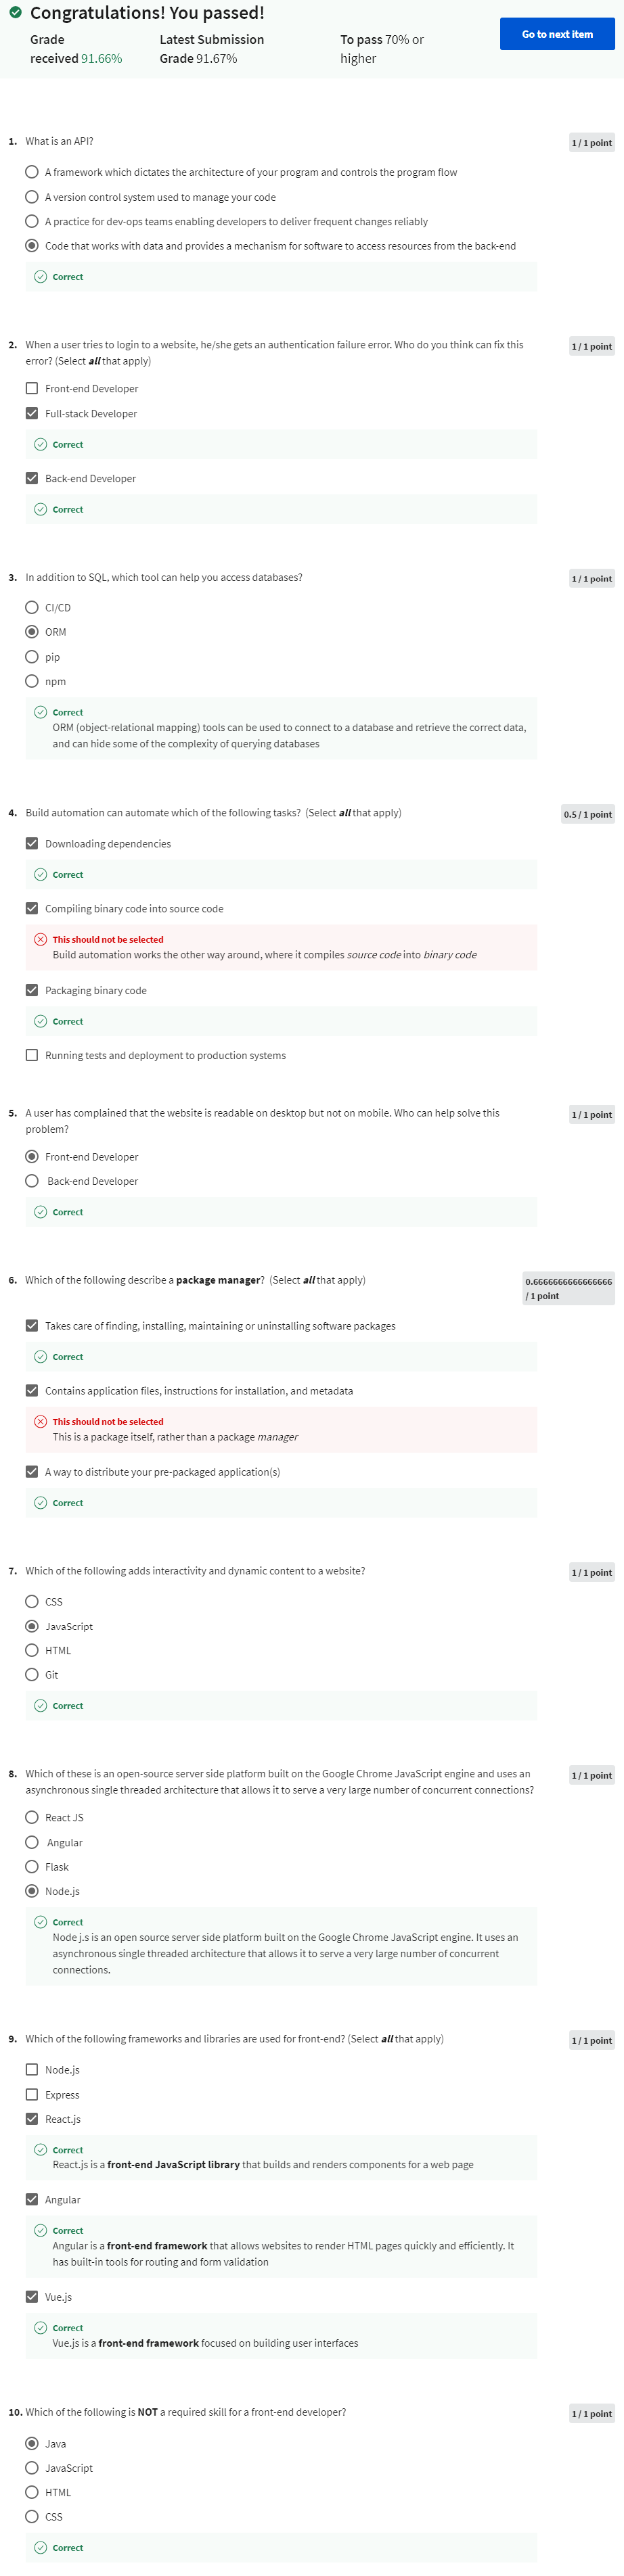 Congratulations! You passed!
Grade
received 91.66%
Latest Submission
Grade 91.67%
To pass 70% or
higher
Go to next item
1. What is an API?
1 / 1 point
A framework which dictates the architecture of your program and controls the program flow
A version control system used to manage your code
A practice for dev-ops teams enabling developers to deliver frequent changes reliably
Code that works with data and provides a mechanism for software to access resources from the back-end
Correct
2. When a user tries to login to a website, he/she gets an authentication failure error. Who do you think can fix this
error? (Select all that apply)
1 / 1 point
Front-end Developer
Full-stack Developer
Correct
Back-end Developer
Correct
3. In addition to SQL, which tool can help you access databases?
1 / 1 point
CI/CD
ORM
pip
npm
Correct
ORM (object-relational mapping) tools can be used to connect to a database and retrieve the correct data,
and can hide some of the complexity of querying databases
4. Build automation can automate which of the following tasks? (Select all that apply)
0.5 / 1 point
Downloading dependencies
Correct
Compiling binary code into source code
This should not be selected
Build automation works the other way around, where it compiles source code into binary code
Packaging binary code
Correct
Running tests and deployment to production systems
5. A user has complained that the website is readable on desktop but not on mobile. Who can help solve this
problem?
1 / 1 point
Front-end Developer
Back-end Developer
Correct
6. Which of the following describe a package manager? (Select all that apply)
0.6666666666666666
/ 1 point
Takes care of finding, installing, maintaining or uninstalling software packages
Correct
Contains application files, instructions for installation, and metadata
This should not be selected
This is a package itself, rather than a package manager
A way to distribute your pre-packaged application(s)
Correct
7. Which of the following adds interactivity and dynamic content to a website?
1 / 1 point
CSS
JavaScript
HTML
Git
Correct
8. Which of these is an open-source server side platform built on the Google Chrome JavaScript engine and uses an
asynchronous single threaded architecture that allows it to serve a very large number of concurrent connections?
1 / 1 point
React JS
Angular
Flask
Node.js
Correct
Node j.s is an open source server side platform built on the Google Chrome JavaScript engine. It uses an
asynchronous single threaded architecture that allows it to serve a very large number of concurrent
connections.
9. Which of the following frameworks and libraries are used for front-end? (Select all that apply)
1 / 1 point
Node.js
Express
React.js
Correct
React.js is a front-end JavaScript library that builds and renders components for a web page
Angular
Correct
Angular is a front-end framework that allows websites to render HTML pages quickly and efficiently. It
has built-in tools for routing and form validation
Vue.js
Correct
Vue.js is a front-end framework focused on building user interfaces
10. Which of the following is NOT a required skill for a front-end developer?
1 / 1 point
Java
JavaScript
HTML
CSS
Correct